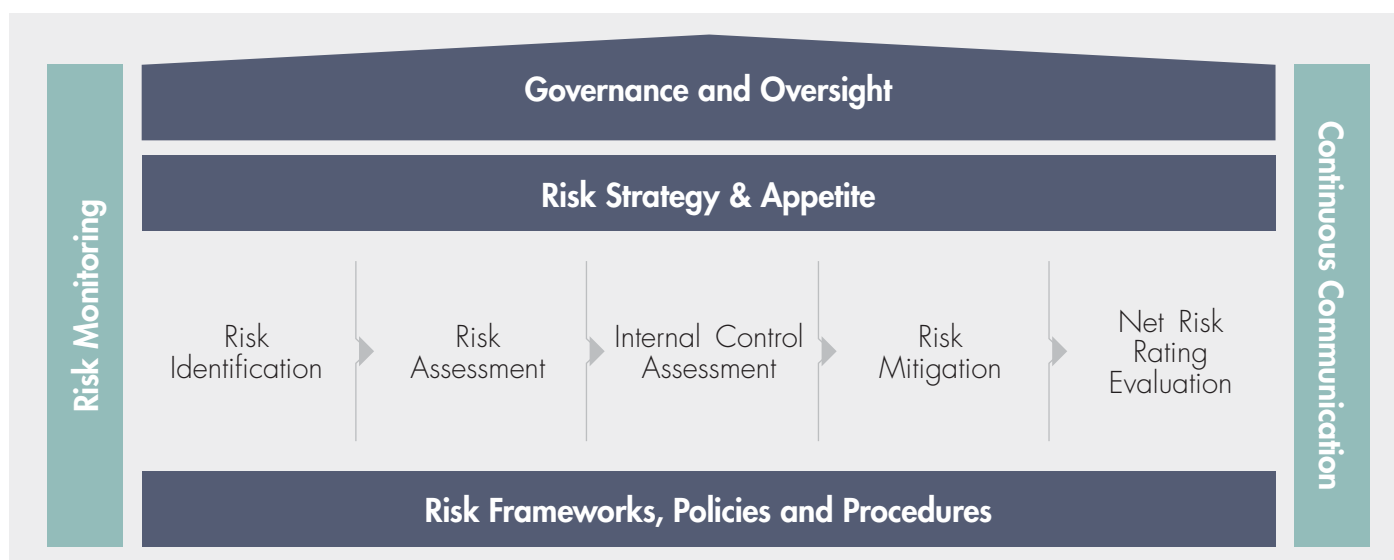 Governance and Oversight
Risk Strategy & Appetite
Risk Monitoring
Risk
Identification
Risk
Assessment
Internal Control
Assessment
Risk
Mitigation
Net Risk
Rating
Evaluation
Continuous Communication
Risk Frameworks, Policies and Procedures